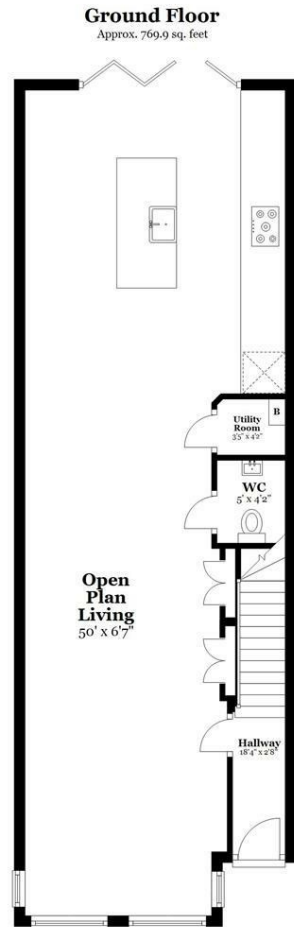 Ground Floor
Approx. 769.9 sq. feet
B
Utility
Room
3'5" x 4'2"
WC
5' x 4'2"
Open
Plan
Living
50' x 6'7"
Hallway
18'4" x 2'8"